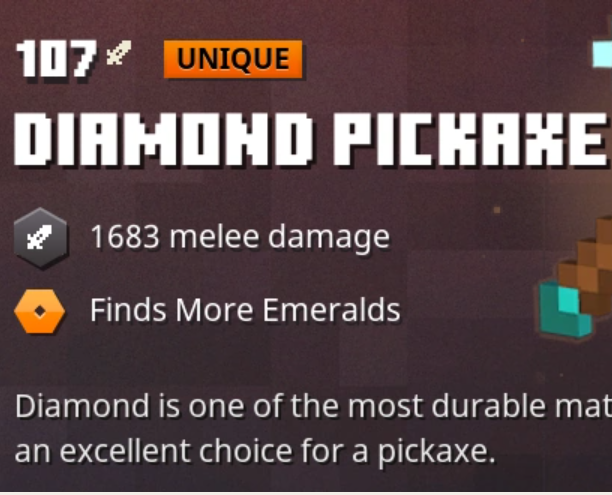 107 UNIQUE
DIAMOND PICKAXE
1683 melee damage
Finds More Emeralds
Diamond is one of the most durable mat
an excellent choice for a pickaxe.